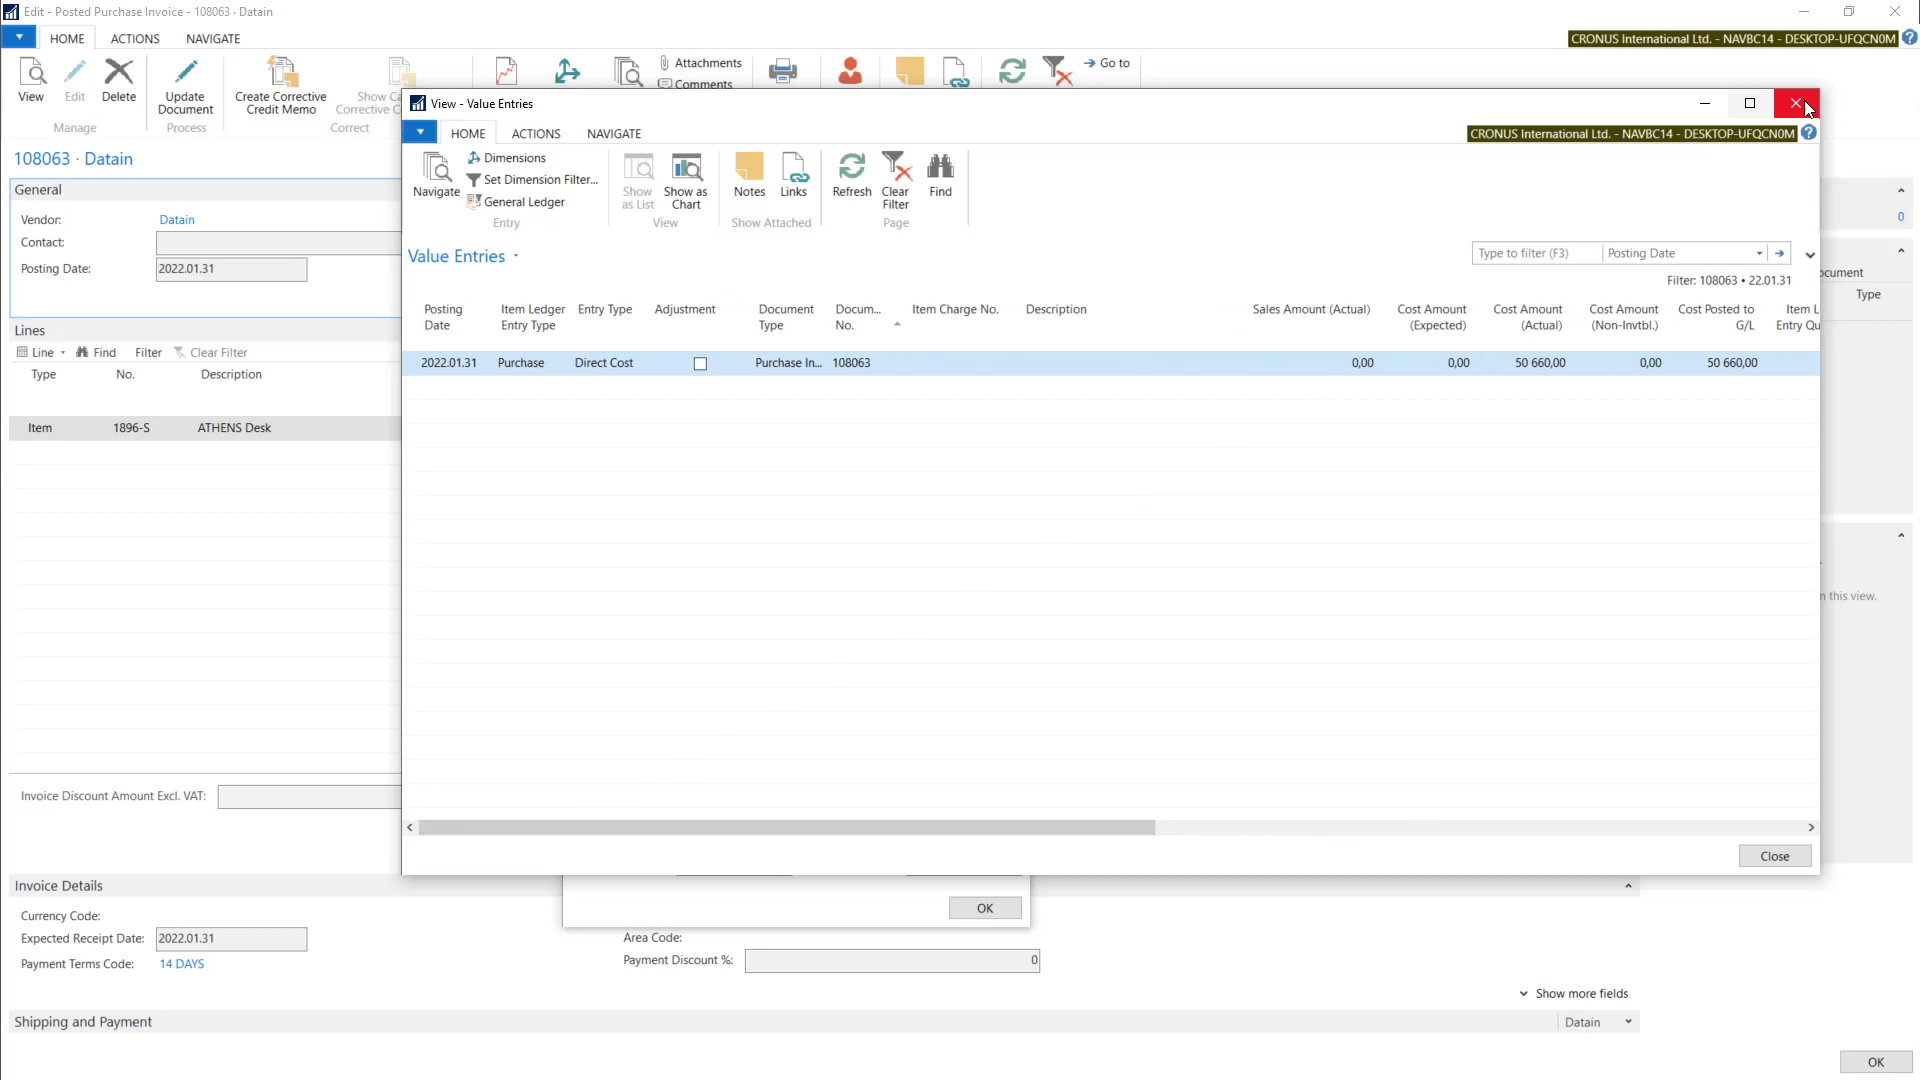 Edit - Posted Purchase Invoice - 108063 · Datain
HOME ACTIONS NAVIGATE
CRONUS International Ltd. - NAVBC14 - DESKTOP-UFQCN0M
View
Edit
Delete
Manage
Update Document
Process
Create Corrective Credit Memo
Correct
Attachments
Comments
Go to
108063 · Datain
General
Vendor: Datain
Contact:
Posting Date: 2022.01.31
Lines
Line Find Filter Clear Filter
Type No. Description
Item 1896-S ATHENS Desk
Invoice Discount Amount Excl. VAT:
View - Value Entries
HOME ACTIONS NAVIGATE
CRONUS International Ltd. - NAVBC14 - DESKTOP-UFQCN0M
Navigate
Dimensions
Set Dimension Filter...
General Ledger
Entry
Show as List
Show as Chart
View
Notes
Links
Show Attached
Refresh
Clear Filter
Find
Page
Value Entries
Type to filter (F3) Posting Date
Filter: 108063 • 22.01.31
Posting Date
Item Ledger Entry Type
Entry Type
Adjustment
Document Type
Docum... No.
Item Charge No.
Description
Sales Amount (Actual)
Cost Amount (Expected)
Cost Amount (Actual)
Cost Amount (Non-Invtbl.)
Cost Posted to G/L
2022.01.31 Purchase Direct Cost Purchase In... 108063 0,00 0,00 50 660,00 0,00 50 660,00
Close
0
Type
n this view.
OK
Invoice Details
Currency Code:
Expected Receipt Date: 2022.01.31
Payment Terms Code: 14 DAYS
Area Code:
Payment Discount %: 0
Show more fields
Shipping and Payment
Datain
OK